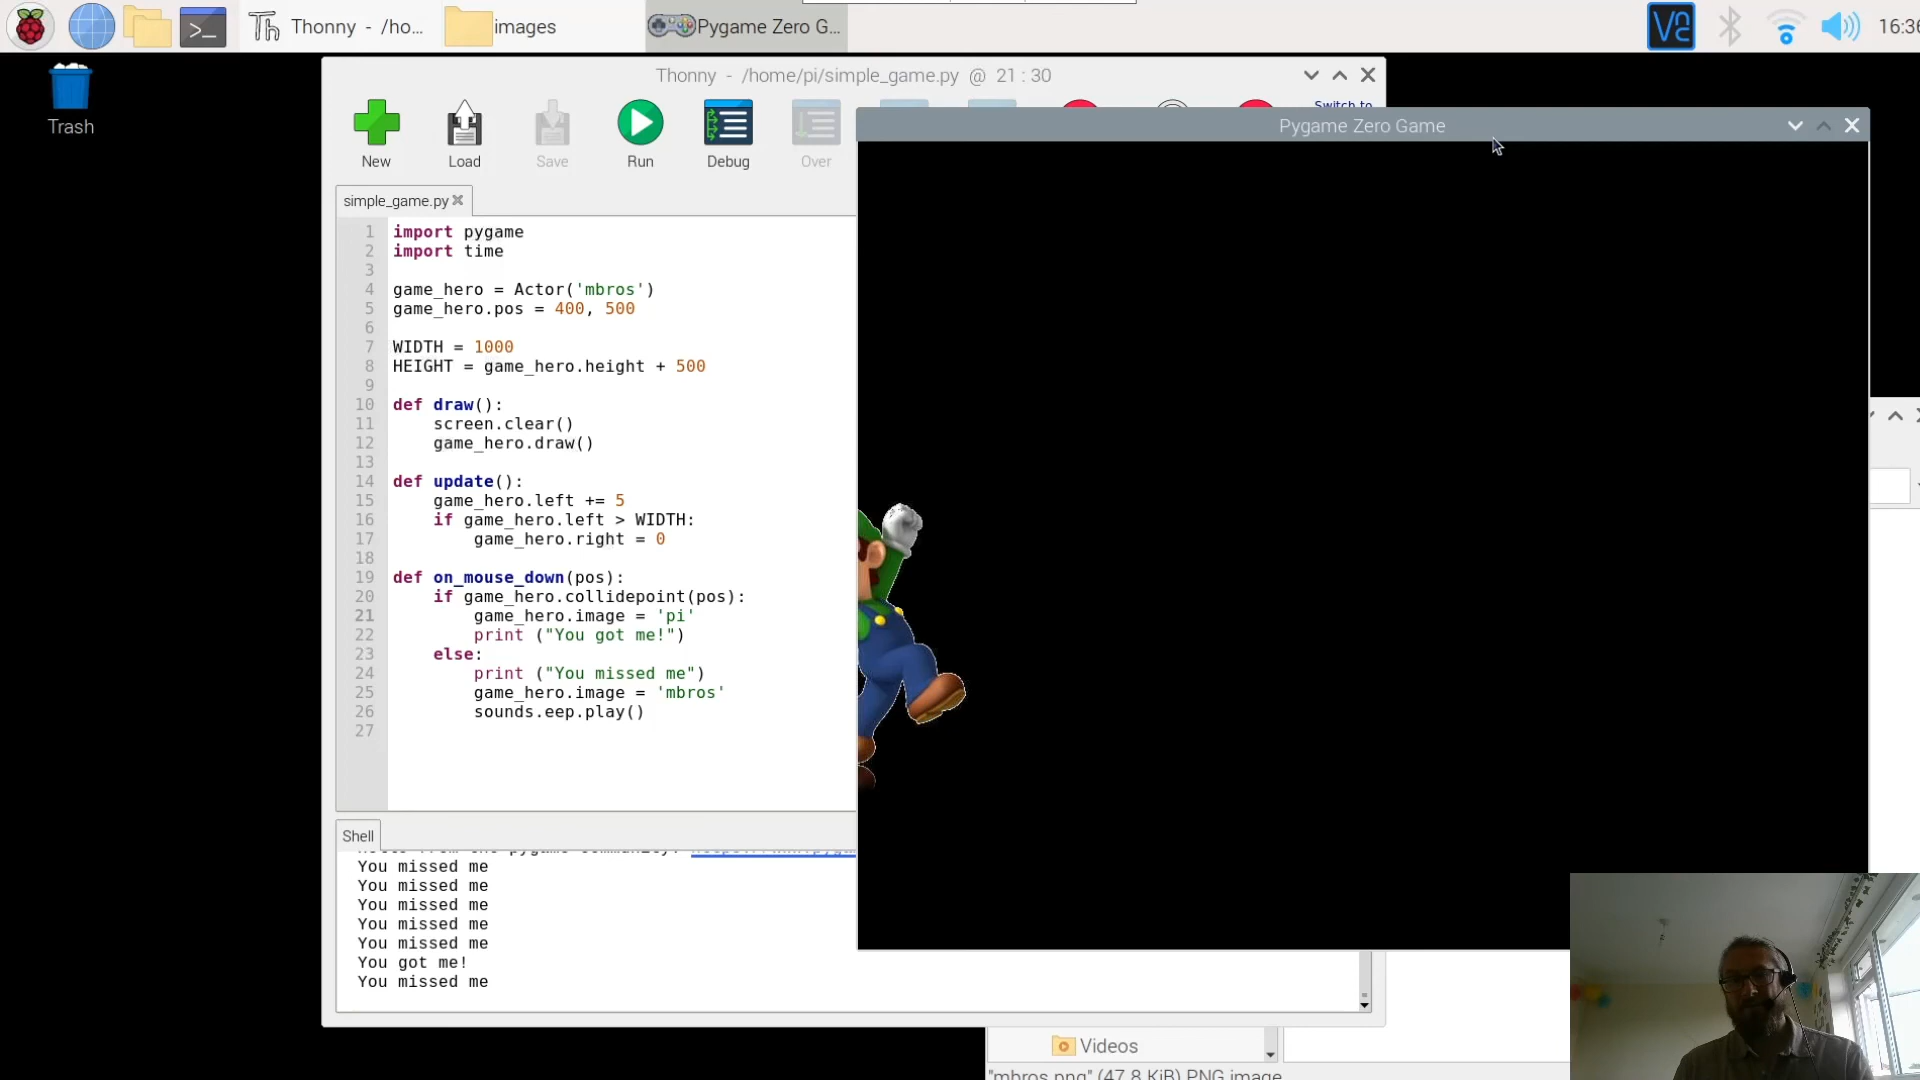 Thonny - /ho...
images
Pygame Zero G...
VC
Trash
Thonny - /home/pi/simple_game.py @ 21 : 30
New
Load
Save
Run
Debug
Over
Switch to
Pygame Zero Game
simple_game.py
1 import pygame
2 import time
3
4 game_hero = Actor('mbros')
5 game_hero.pos = 400, 500
6
7 WIDTH = 1000
8 HEIGHT = game_hero.height + 500
9
10 def draw():
11 screen.clear()
12 game_hero.draw()
13
14 def update():
15 game_hero.left += 5
16 if game_hero.left > WIDTH:
17 game_hero.right = 0
18
19 def on_mouse_down(pos):
20 if game_hero.collidepoint(pos):
21 game_hero.image = 'pi'
22 print ("You got me!")
23 else:
24 print ("You missed me")
25 game_hero.image = 'mbros'
26 sounds.eep.play()
27
Shell
You missed me
You missed me
You missed me
You missed me
You missed me
You got me!
You missed me
Videos
"mbros.png" (47.8 KiB) PNG image